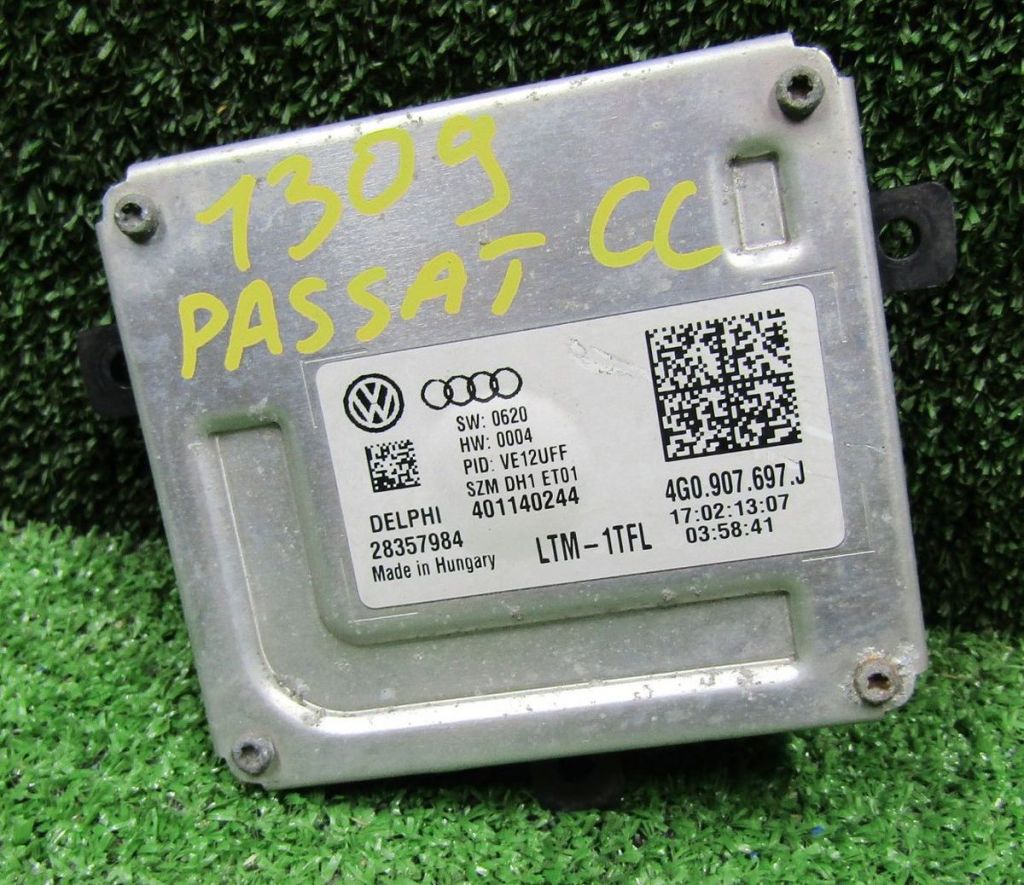 1309
PASSAT CC
VW
SW: 0620
HW: 0004
PID: VE12UFF
SZM DH1 ET01
401140244
DELPHI
28357984
Made in Hungary
LTM-1TFL
4G0.907.697.J
17:02:13:07
03:58:41